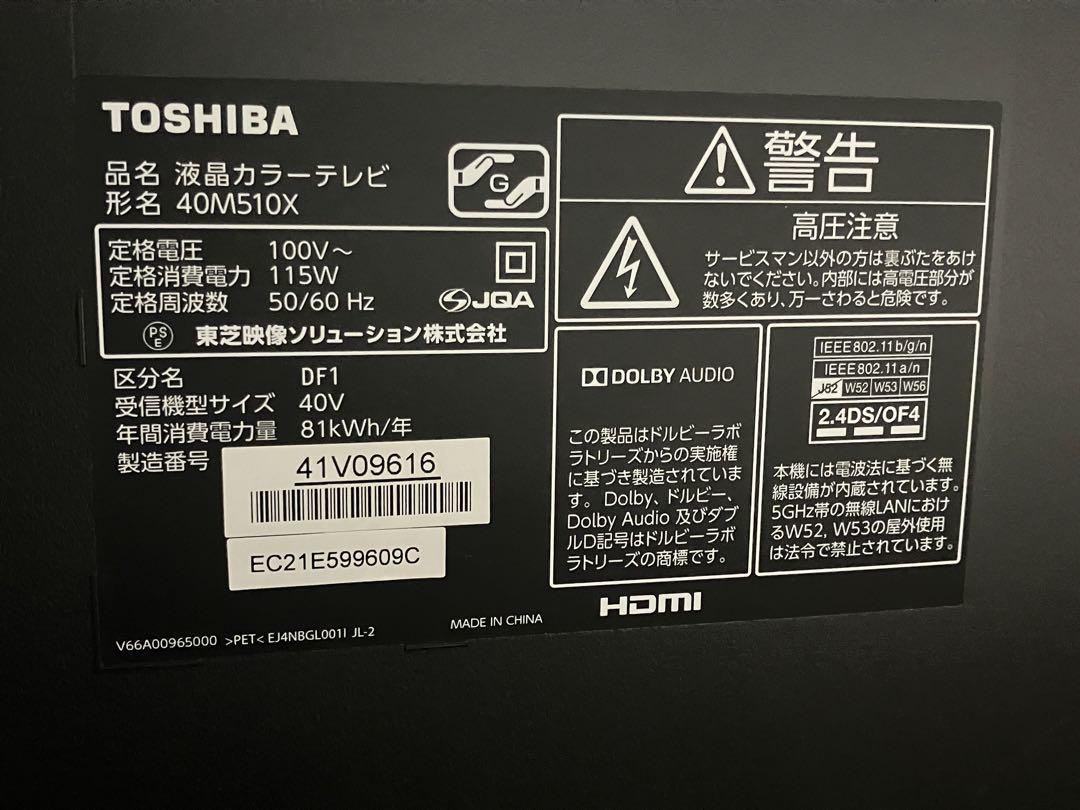 TOSHIBA
品名 液晶カラーテレビ
形名 40M510X
G
定格電圧 100V～
定格消費電力 115W
定格周波数 50/60 Hz
JQA
PS
E
東芝映像ソリューション株式会社
区分名 DF1
受信機型サイズ 40V
年間消費電力量 81kWh/年
製造番号 41V09616
EC21E599609C
V66A00965000 >PET< EJ4NBGL001I JL-2
MADE IN CHINA
警告
高圧注意
サービスマン以外の方は裏ぶたをあけ
ないでください。内部には高電圧部分が
数多くあり、万一さわると危険です。
DOLBY AUDIO
この製品はドルビーラボ
ラトリーズからの実施権
に基づき製造されていま
す。Dolby、ドルビー、
Dolby Audio 及びダブ
ルD記号はドルビーラボ
ラトリーズの商標です。
HDMI
IEEE802.11b/g/n
IEEE802.11a/n
J52 W52 W53 W56
2.4DS/OF4
本機には電波法に基づく無
線設備が内蔵されています。
5GHz帯の無線LANにおけ
るW52, W53の屋外使用
は法令で禁止されています。